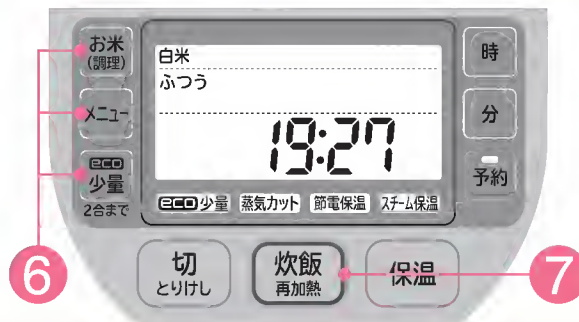 お米
(調理)
メニュー
eco
少量
2合まで
白米
ふつう
19:27
eco少量 蒸気カット 節電保温 スチーム保温
時
分
予約
切
とりけし
炊飯
再加熱
保温
6
7